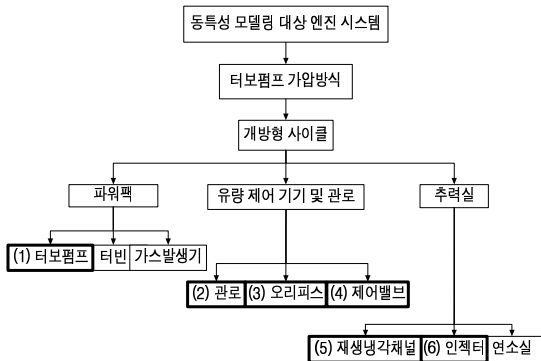 동특성 모델링 대상 엔진 시스템
터보펌프 가압방식
개방형 사이클
파워팩 유량 제어 기기 및 관로 추력실
(1) 터보펌프 터빈 가스발생기
(2) 관로 (3) 오리피스 (4) 제어밸브
(5) 재생냉각채널 (6) 인젝터 연소실